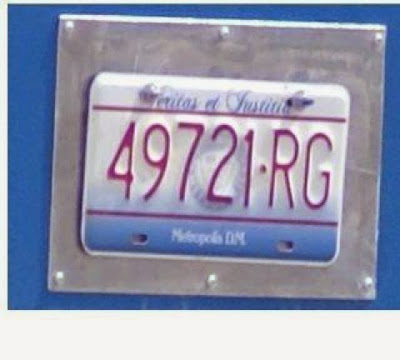 Veritas et Justitia
49721·RG
Metropolis D.M.